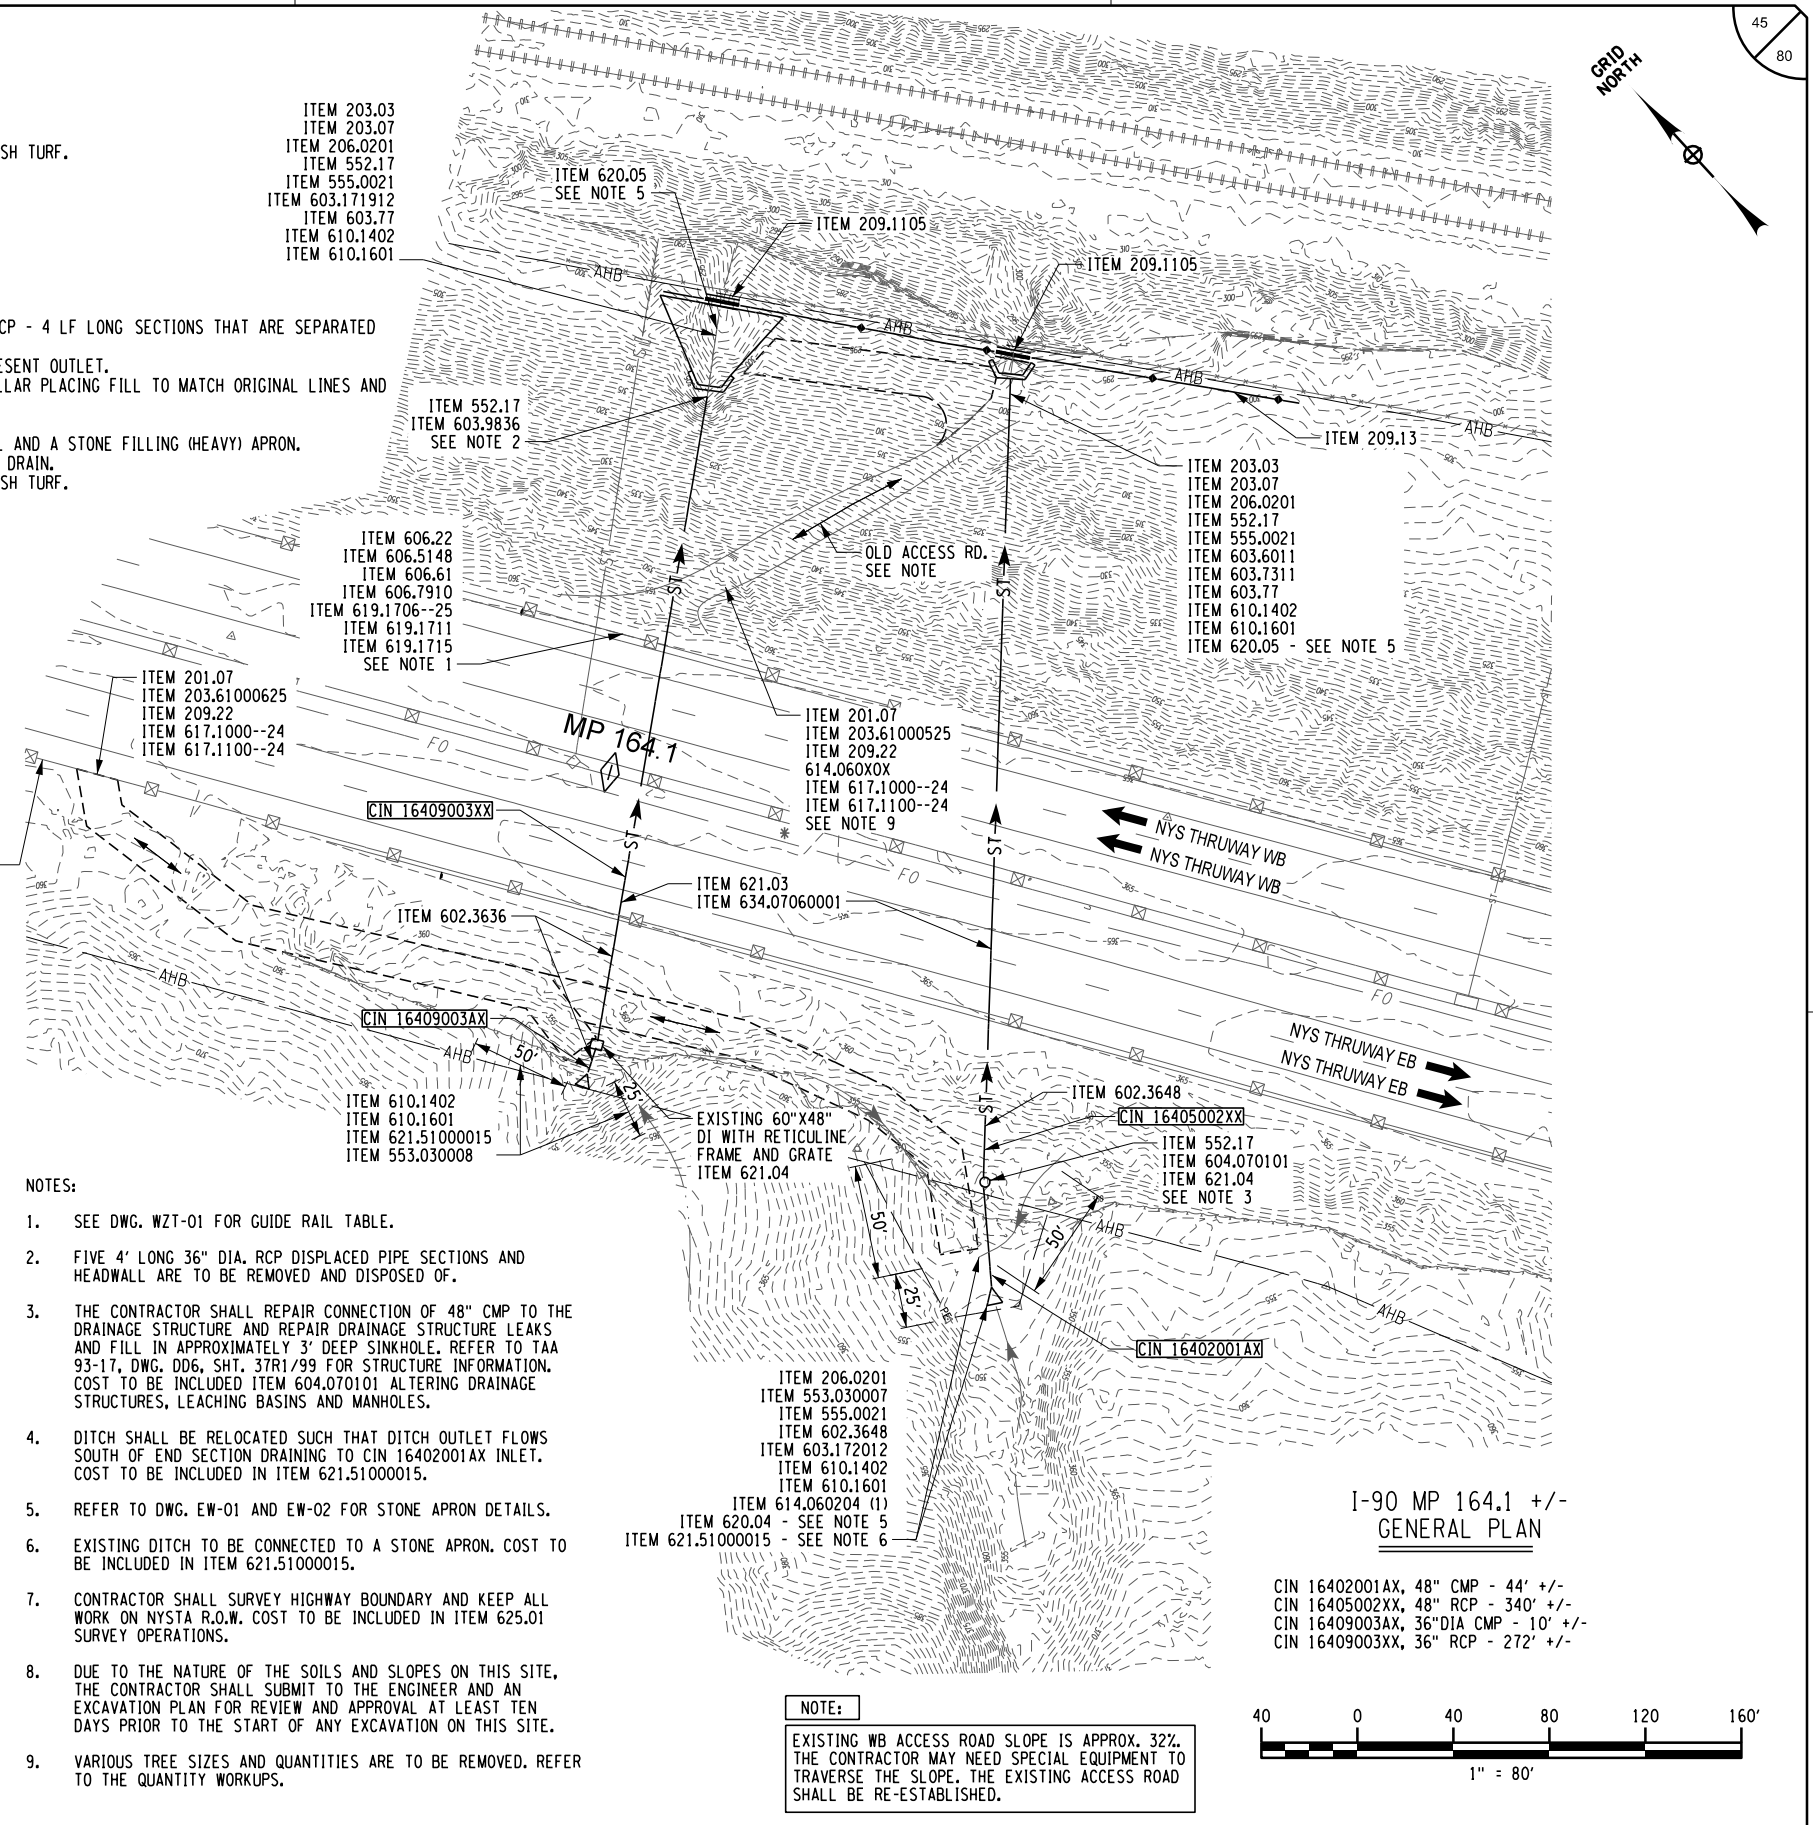 45
80
GRID
NORTH
SH TURF.
CP - 4 LF LONG SECTIONS THAT ARE SEPARATED
ESENT OUTLET.
LLAR PLACING FILL TO MATCH ORIGINAL LINES AND
AND A STONE FILLING (HEAVY) APRON.
DRAIN.
SH TURF.
ITEM 203.03
ITEM 203.07
ITEM 206.0201
ITEM 552.17
ITEM 555.0021
ITEM 603.171912
ITEM 603.77
ITEM 610.1402
ITEM 610.1601
ITEM 620.05
SEE NOTE 5
ITEM 209.1105
ITEM 209.1105
AHB
AHB
AHB
AHB
ITEM 209.13
ITEM 552.17
ITEM 603.9836
SEE NOTE 2
ITEM 203.03
ITEM 203.07
ITEM 206.0201
ITEM 552.17
ITEM 555.0021
ITEM 603.6011
ITEM 603.7311
ITEM 603.77
ITEM 610.1402
ITEM 610.1601
ITEM 620.05 - SEE NOTE 5
OLD ACCESS RD.
SEE NOTE
ITEM 606.22
ITEM 606.5148
ITEM 606.61
ITEM 606.7910
ITEM 619.1706--25
ITEM 619.1711
ITEM 619.1715
SEE NOTE 1
ST
ST
ITEM 201.07
ITEM 203.61000625
ITEM 209.22
ITEM 617.1000--24
ITEM 617.1100--24
MP 164.1
ITEM 201.07
ITEM 203.61000525
ITEM 209.22
614.060X0X
ITEM 617.1000--24
ITEM 617.1100--24
SEE NOTE 9
FO
FO
FO
CIN 16409003XX
ST
ST
NYS THRUWAY WB
NYS THRUWAY WB
ITEM 621.03
ITEM 634.07060001
ITEM 602.3636
AHB
CIN 16409003AX
AHB
50'
25'
NYS THRUWAY EB
NYS THRUWAY EB
ITEM 610.1402
ITEM 610.1601
ITEM 621.51000015
ITEM 553.030008
EXISTING 60"X48"
DI WITH RETICULINE
FRAME AND GRATE
ITEM 621.04
ST
ITEM 602.3648
CIN 16405002XX
ITEM 552.17
ITEM 604.070101
ITEM 621.04
SEE NOTE 3
50'
25'
50'
AHB
AHB
CIN 16402001AX
ITEM 206.0201
ITEM 553.030007
ITEM 555.0021
ITEM 602.3648
ITEM 603.172012
ITEM 610.1402
ITEM 610.1601
ITEM 614.060204 (1)
ITEM 620.04 - SEE NOTE 5
ITEM 621.51000015 - SEE NOTE 6
NOTES:
1. SEE DWG. WZT-01 FOR GUIDE RAIL TABLE.
2. FIVE 4' LONG 36" DIA. RCP DISPLACED PIPE SECTIONS AND
HEADWALL ARE TO BE REMOVED AND DISPOSED OF.
3. THE CONTRACTOR SHALL REPAIR CONNECTION OF 48" CMP TO THE
DRAINAGE STRUCTURE AND REPAIR DRAINAGE STRUCTURE LEAKS
AND FILL IN APPROXIMATELY 3' DEEP SINKHOLE. REFER TO TAA
93-17, DWG. DD6, SHT. 37R1/99 FOR STRUCTURE INFORMATION.
COST TO BE INCLUDED ITEM 604.070101 ALTERING DRAINAGE
STRUCTURES, LEACHING BASINS AND MANHOLES.
4. DITCH SHALL BE RELOCATED SUCH THAT DITCH OUTLET FLOWS
SOUTH OF END SECTION DRAINING TO CIN 16402001AX INLET.
COST TO BE INCLUDED IN ITEM 621.51000015.
5. REFER TO DWG. EW-01 AND EW-02 FOR STONE APRON DETAILS.
6. EXISTING DITCH TO BE CONNECTED TO A STONE APRON. COST TO
BE INCLUDED IN ITEM 621.51000015.
7. CONTRACTOR SHALL SURVEY HIGHWAY BOUNDARY AND KEEP ALL
WORK ON NYSTA R.O.W. COST TO BE INCLUDED IN ITEM 625.01
SURVEY OPERATIONS.
8. DUE TO THE NATURE OF THE SOILS AND SLOPES ON THIS SITE,
THE CONTRACTOR SHALL SUBMIT TO THE ENGINEER AND AN
EXCAVATION PLAN FOR REVIEW AND APPROVAL AT LEAST TEN
DAYS PRIOR TO THE START OF ANY EXCAVATION ON THIS SITE.
9. VARIOUS TREE SIZES AND QUANTITIES ARE TO BE REMOVED. REFER
TO THE QUANTITY WORKUPS.
NOTE:
EXISTING WB ACCESS ROAD SLOPE IS APPROX. 32%.
THE CONTRACTOR MAY NEED SPECIAL EQUIPMENT TO
TRAVERSE THE SLOPE. THE EXISTING ACCESS ROAD
SHALL BE RE-ESTABLISHED.
I-90 MP 164.1 +/-
GENERAL PLAN
CIN 16402001AX, 48" CMP - 44' +/-
CIN 16405002XX, 48" RCP - 340' +/-
CIN 16409003AX, 36"DIA CMP - 10' +/-
CIN 16409003XX, 36" RCP - 272' +/-
40 0 40 80 120 160'
1" = 80'